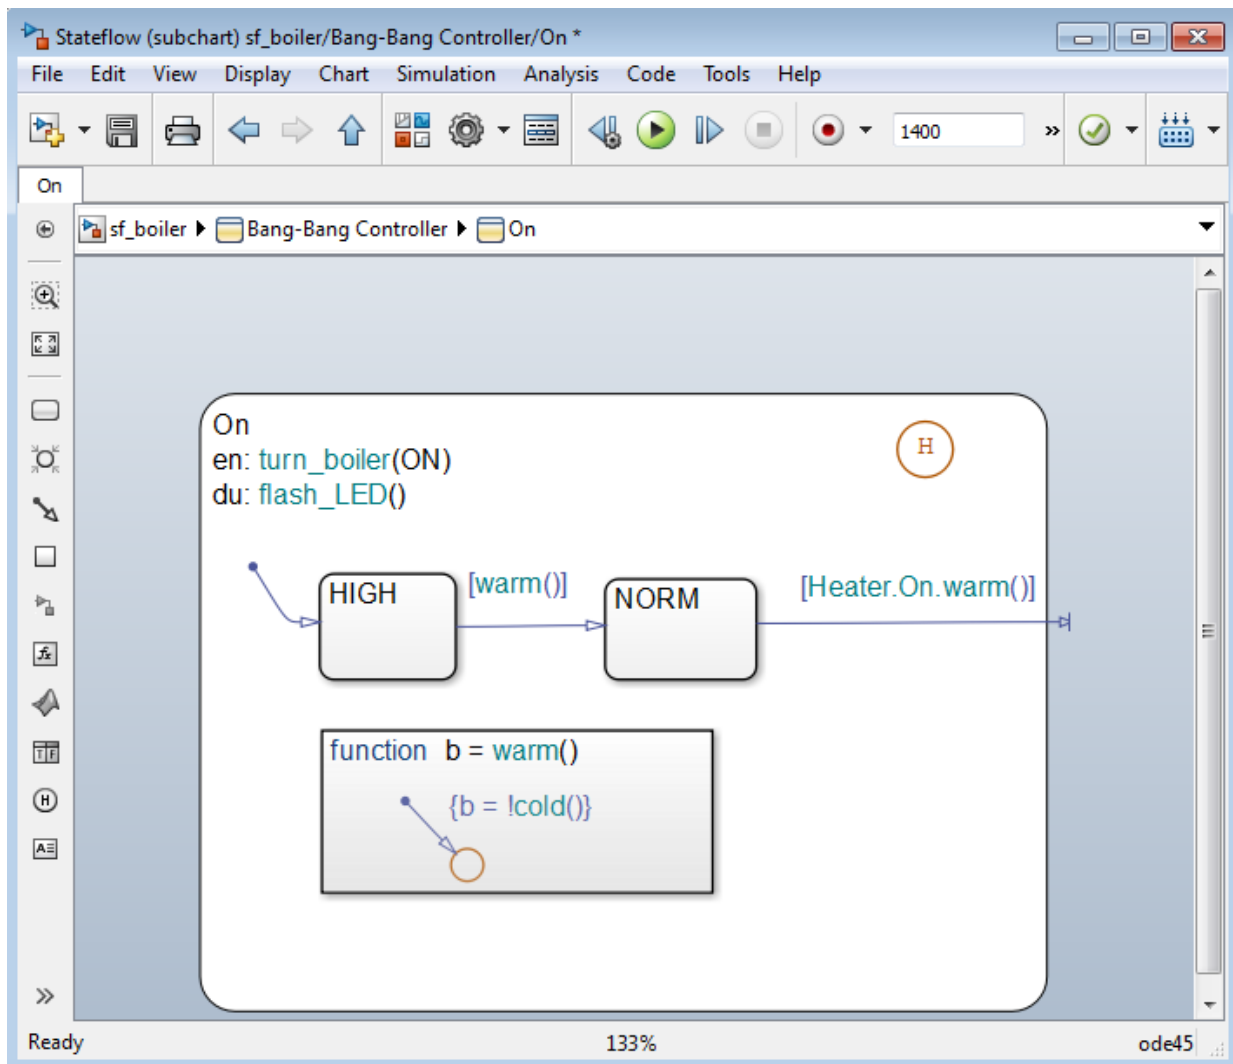 Stateflow (subchart) sf_boiler/Bang-Bang Controller/On *
File Edit View Display Chart Simulation Analysis Code Tools Help
1400 »
On
sf_boiler Bang-Bang Controller On
On
en: turn_boiler(ON)
du: flash_LED()
H
HIGH
[warm()]
NORM
[Heater.On.warm()]
function b = warm()
{b = !cold()}
fx
T F
H
A
»
Ready 133% ode45